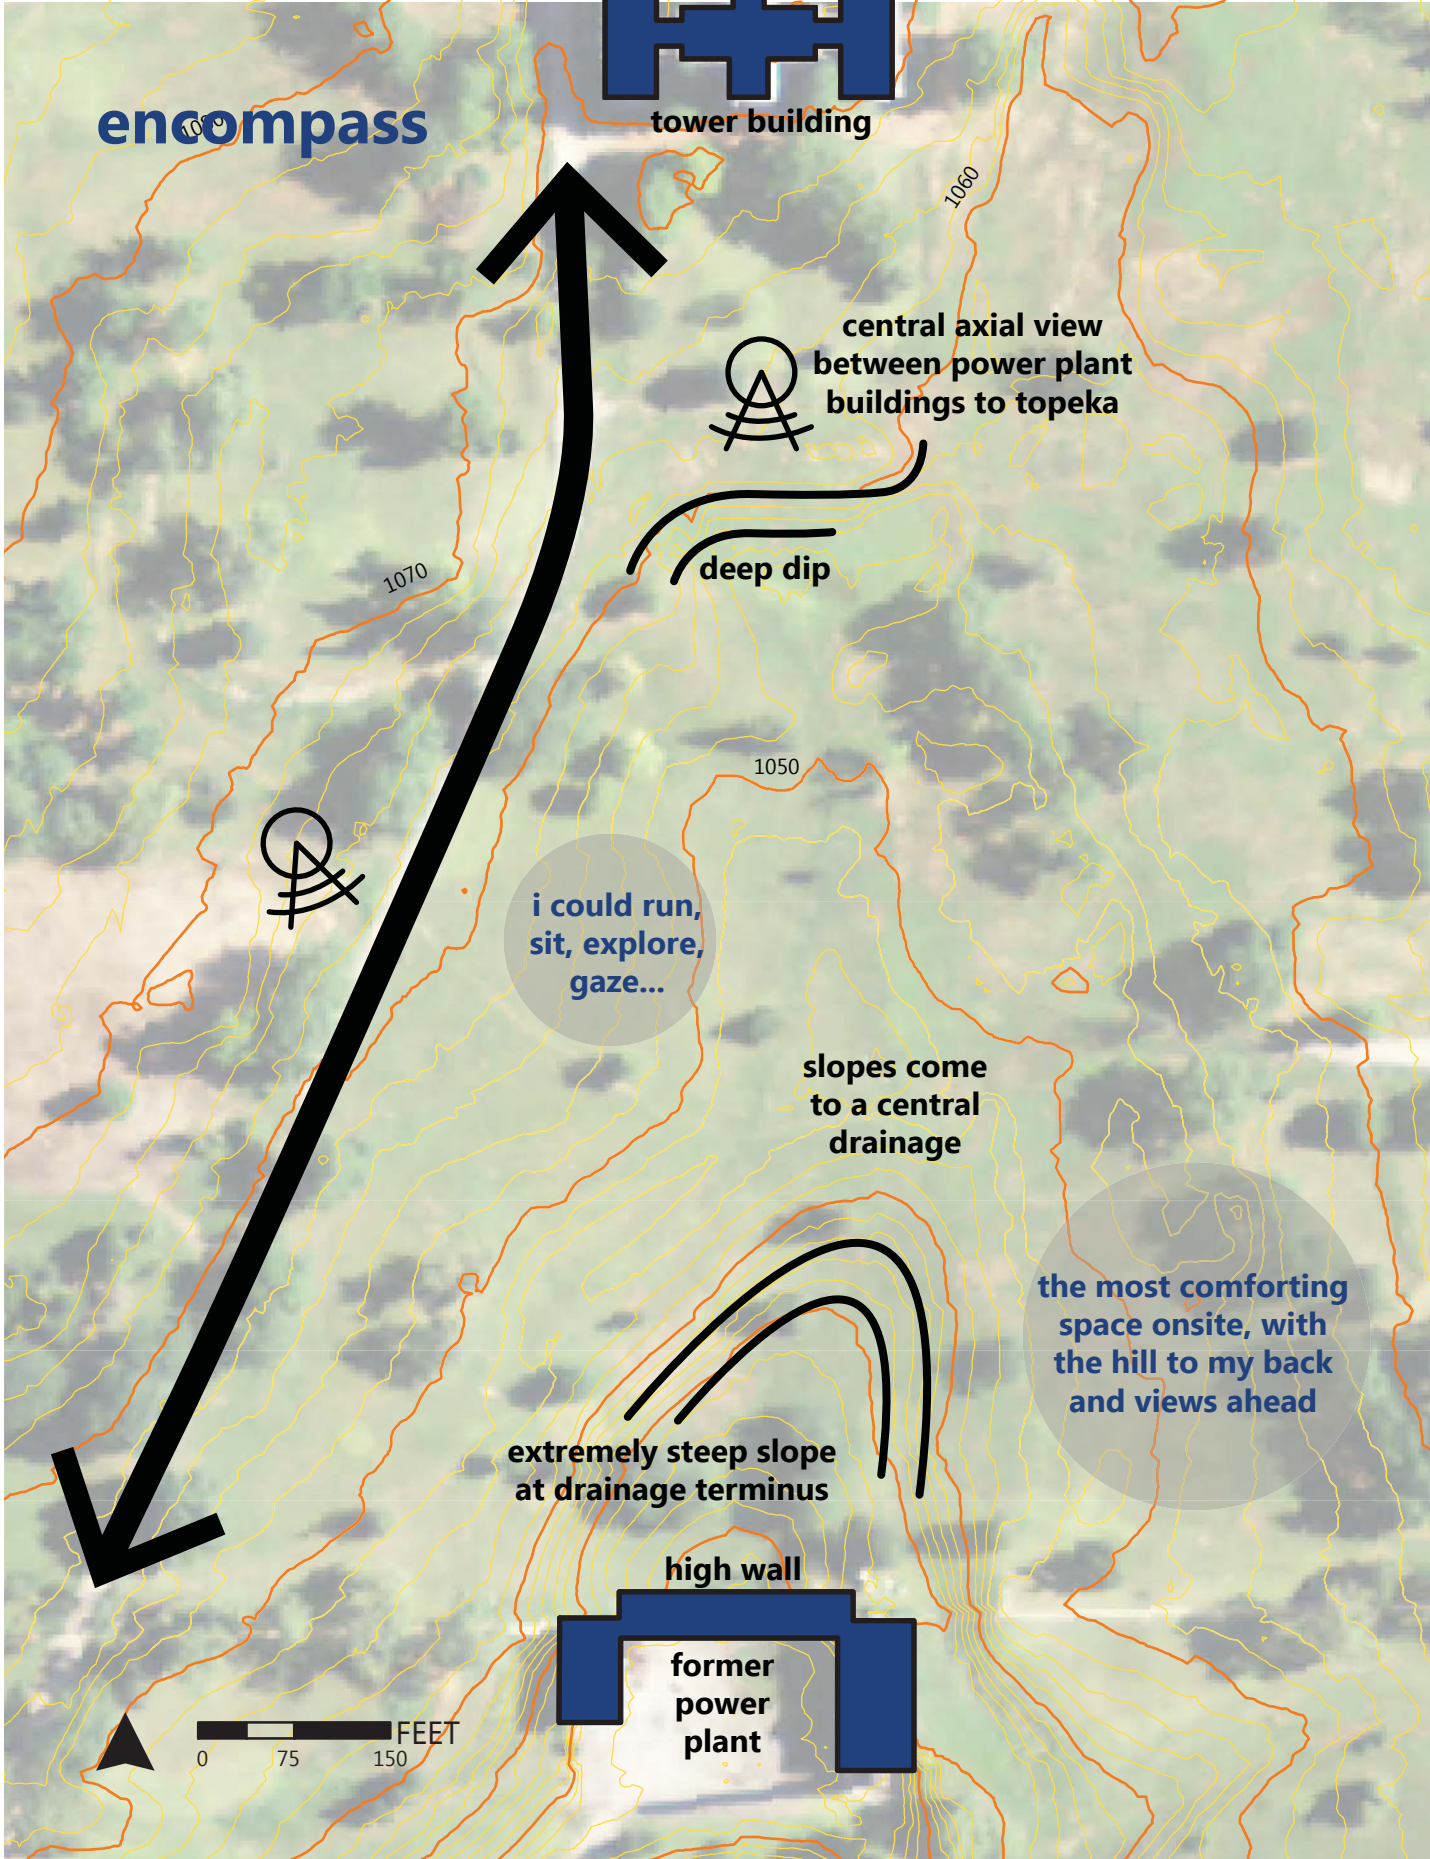 tower building
encompass
1080
1060
central axial view
between power plant
buildings to topeka
deep dip
1070
1050
i could run,
sit, explore,
gaze...
slopes come
to a central
drainage
the most comforting
space onsite, with
the hill to my back
and views ahead
extremely steep slope
at drainage terminus
high wall
former
power
plant
FEET
0 75 150